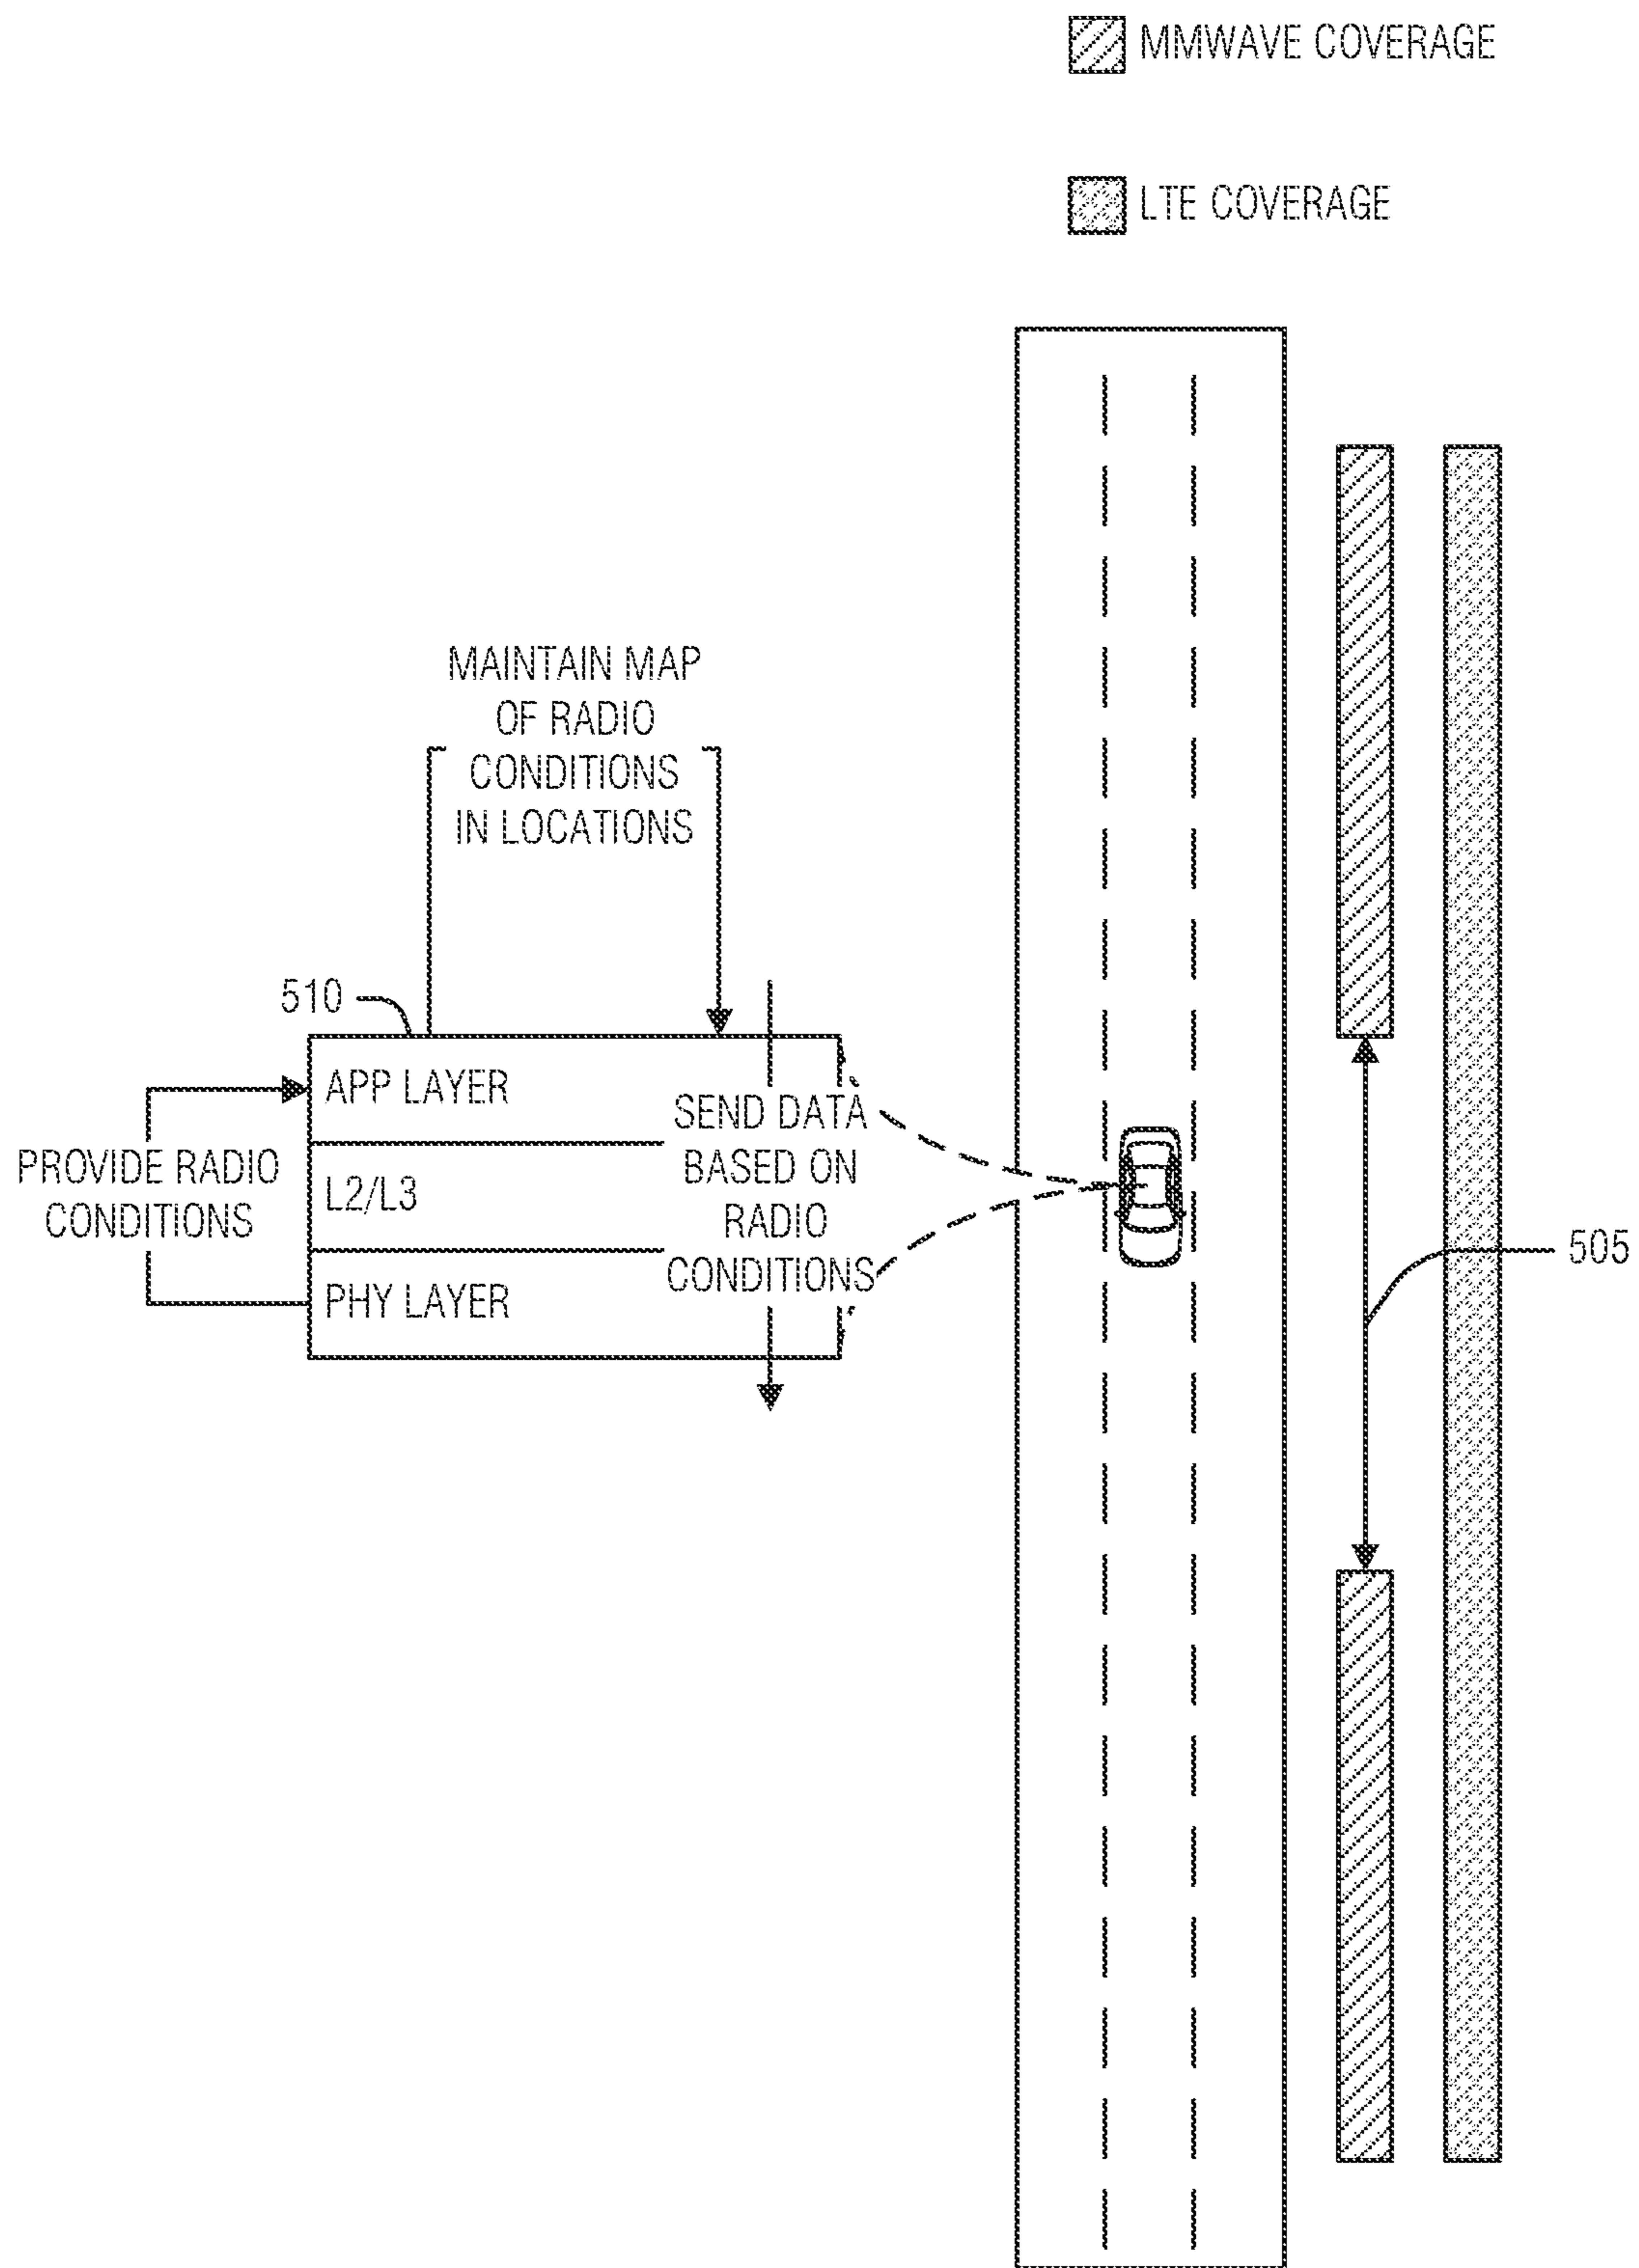 MMWAVE COVERAGE
LTE COVERAGE
MAINTAIN MAP
OF RADIO
CONDITIONS
IN LOCATIONS
510
APP LAYER
L2/L3
PHY LAYER
PROVIDE RADIO
CONDITIONS
SEND DATA
BASED ON
RADIO
CONDITIONS
505